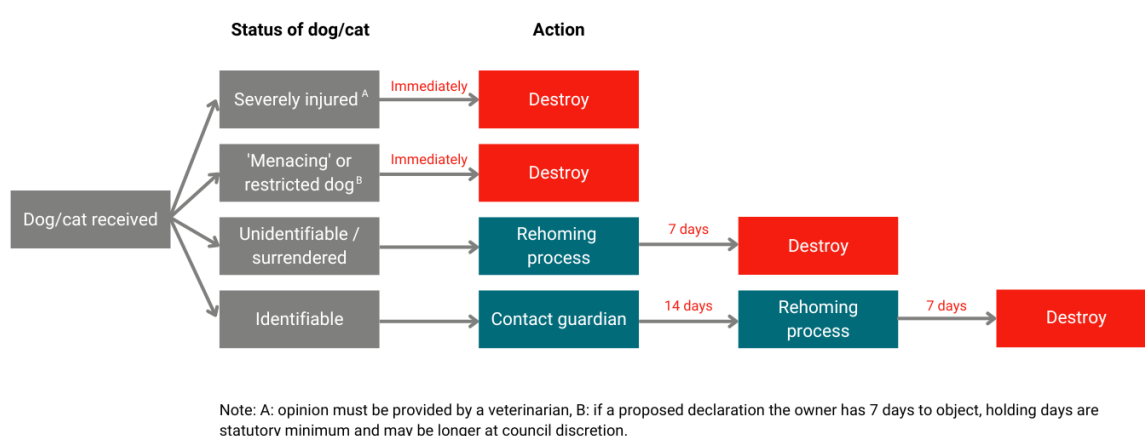 Status of dog/cat
Action
Dog/cat received
Severely injured A
Immediately
Destroy
'Menacing' or
restricted dog B
Immediately
Destroy
Unidentifiable /
surrendered
Rehoming
process
7 days
Destroy
Identifiable
Contact guardian
14 days
Rehoming
process
7 days
Destroy
Note: A: opinion must be provided by a veterinarian, B: if a proposed declaration the owner has 7 days to object, holding days are
statutory minimum and may be longer at council discretion.